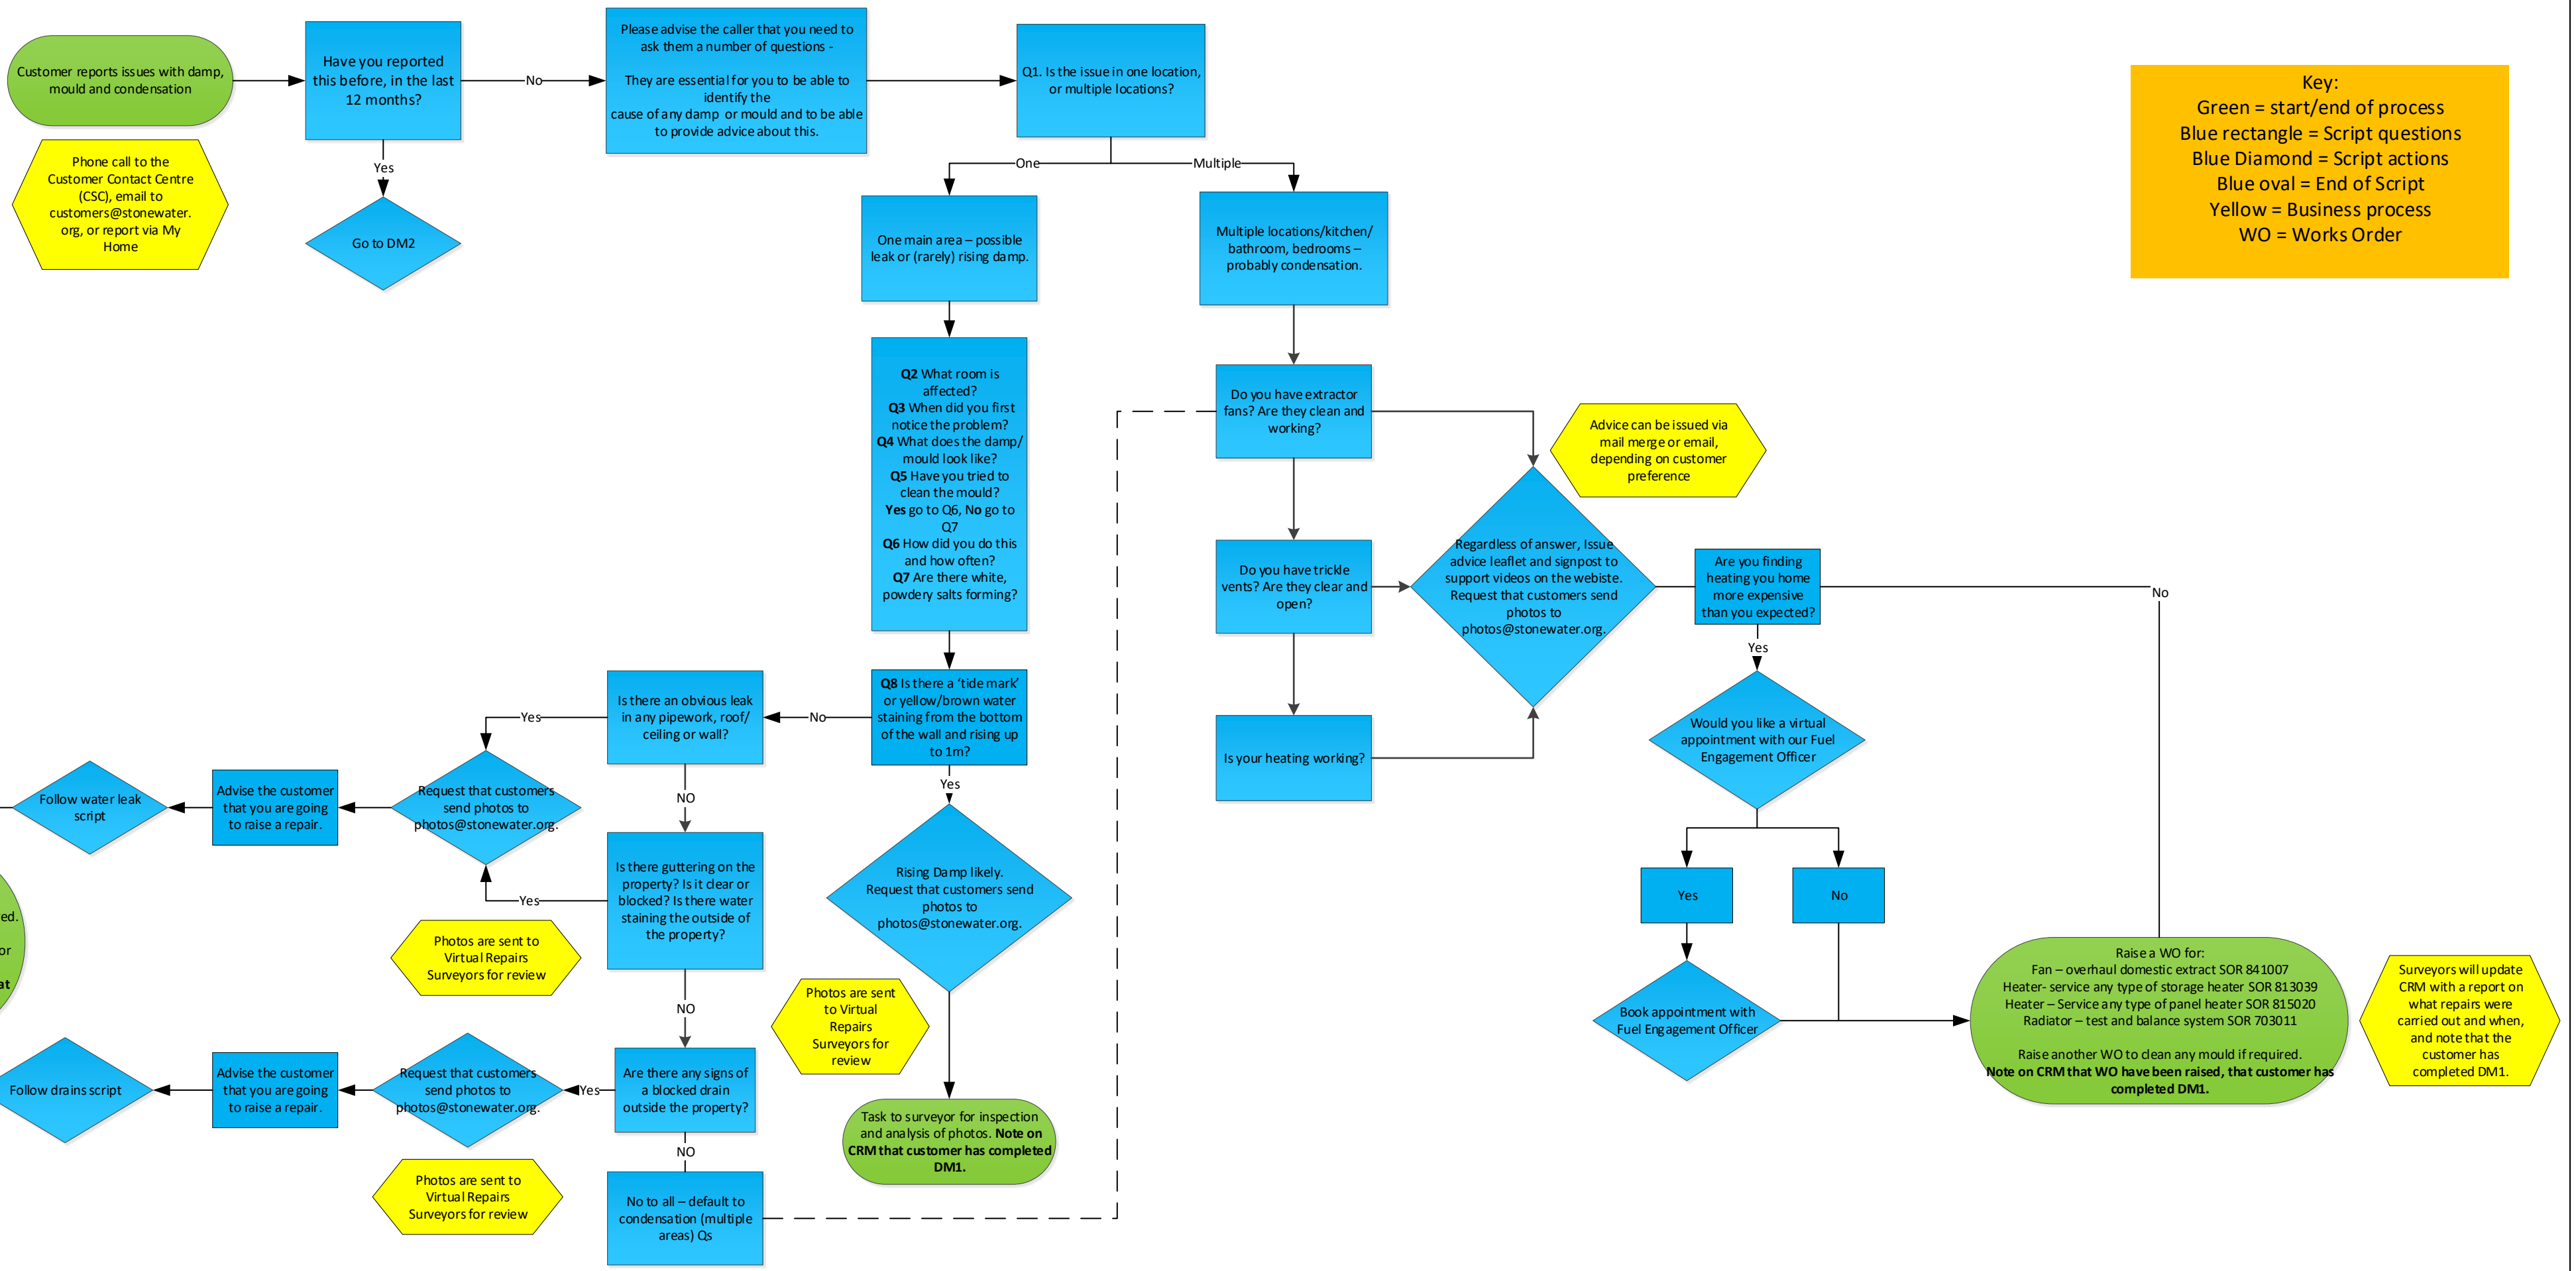 Customer reports issues with damp,
mould and condensation
Phone call to the
Customer Contact Centre
(CSC), email to
customers@stonewater.
org, or report via My
Home
Have you reported
this before, in the last
12 months?
Yes
Go to DM2
No
Please advise the caller that you need to
ask them a number of questions -
They are essential for you to be able to
identify the
cause of any damp or mould and to be able
to provide advice about this.
Q1. Is the issue in one location,
or multiple locations?
One
Multiple
Key:
Green = start/end of process
Blue rectangle = Script questions
Blue Diamond = Script actions
Blue oval = End of Script
Yellow = Business process
WO = Works Order
One main area – possible
leak or (rarely) rising damp.
Multiple locations/kitchen/
bathroom, bedrooms –
probably condensation.
Q2 What room is
affected?
Q3 When did you first
notice the problem?
Q4 What does the damp/
mould look like?
Q5 Have you tried to
clean the mould?
Yes go to Q6, No go to
Q7
Q6 How did you do this
and how often?
Q7 Are there white,
powdery salts forming?
Q8 Is there a ‘tide mark’
or yellow/brown water
staining from the bottom
of the wall and rising up
to 1m?
No
Yes
Rising Damp likely.
Request that customers send
photos to
photos@stonewater.org.
Photos are sent
to Virtual
Repairs
Surveyors for
review
Task to surveyor for inspection
and analysis of photos. Note on
CRM that customer has completed
DM1.
Is there an obvious leak
in any pipework, roof/
ceiling or wall?
Yes
NO
Request that customers
send photos to
photos@stonewater.org.
Advise the customer
that you are going
to raise a repair.
Follow water leak
script
Is there guttering on the
property? Is it clear or
blocked? Is there water
staining the outside of
the property?
Yes
Photos are sent to
Virtual Repairs
Surveyors for review
NO
ed.
or
at
Are there any signs of
a blocked drain
outside the property?
Yes
Request that customers
send photos to
photos@stonewater.org.
Advise the customer
that you are going
to raise a repair.
Follow drains script
Photos are sent to
Virtual Repairs
Surveyors for review
NO
No to all – default to
condensation (multiple
areas) Qs
Do you have extractor
fans? Are they clean and
working?
Do you have trickle
vents? Are they clear and
open?
Is your heating working?
Advice can be issued via
mail merge or email,
depending on customer
preference
Regardless of answer, Issue
advice leaflet and signpost to
support videos on the webiste.
Request that customers send
photos to
photos@stonewater.org.
Are you finding
heating you home
more expensive
than you expected?
No
Yes
Would you like a virtual
appointment with our Fuel
Engagement Officer
Yes
No
Book appointment with
Fuel Engagement Officer
Raise a WO for:
Fan – overhaul domestic extract SOR 841007
Heater- service any type of storage heater SOR 813039
Heater – Service any type of panel heater SOR 815020
Radiator – test and balance system SOR 703011
Raise another WO to clean any mould if required.
Note on CRM that WO have been raised, that customer has
completed DM1.
Surveyors will update
CRM with a report on
what repairs were
carried out and when,
and note that the
customer has
completed DM1.